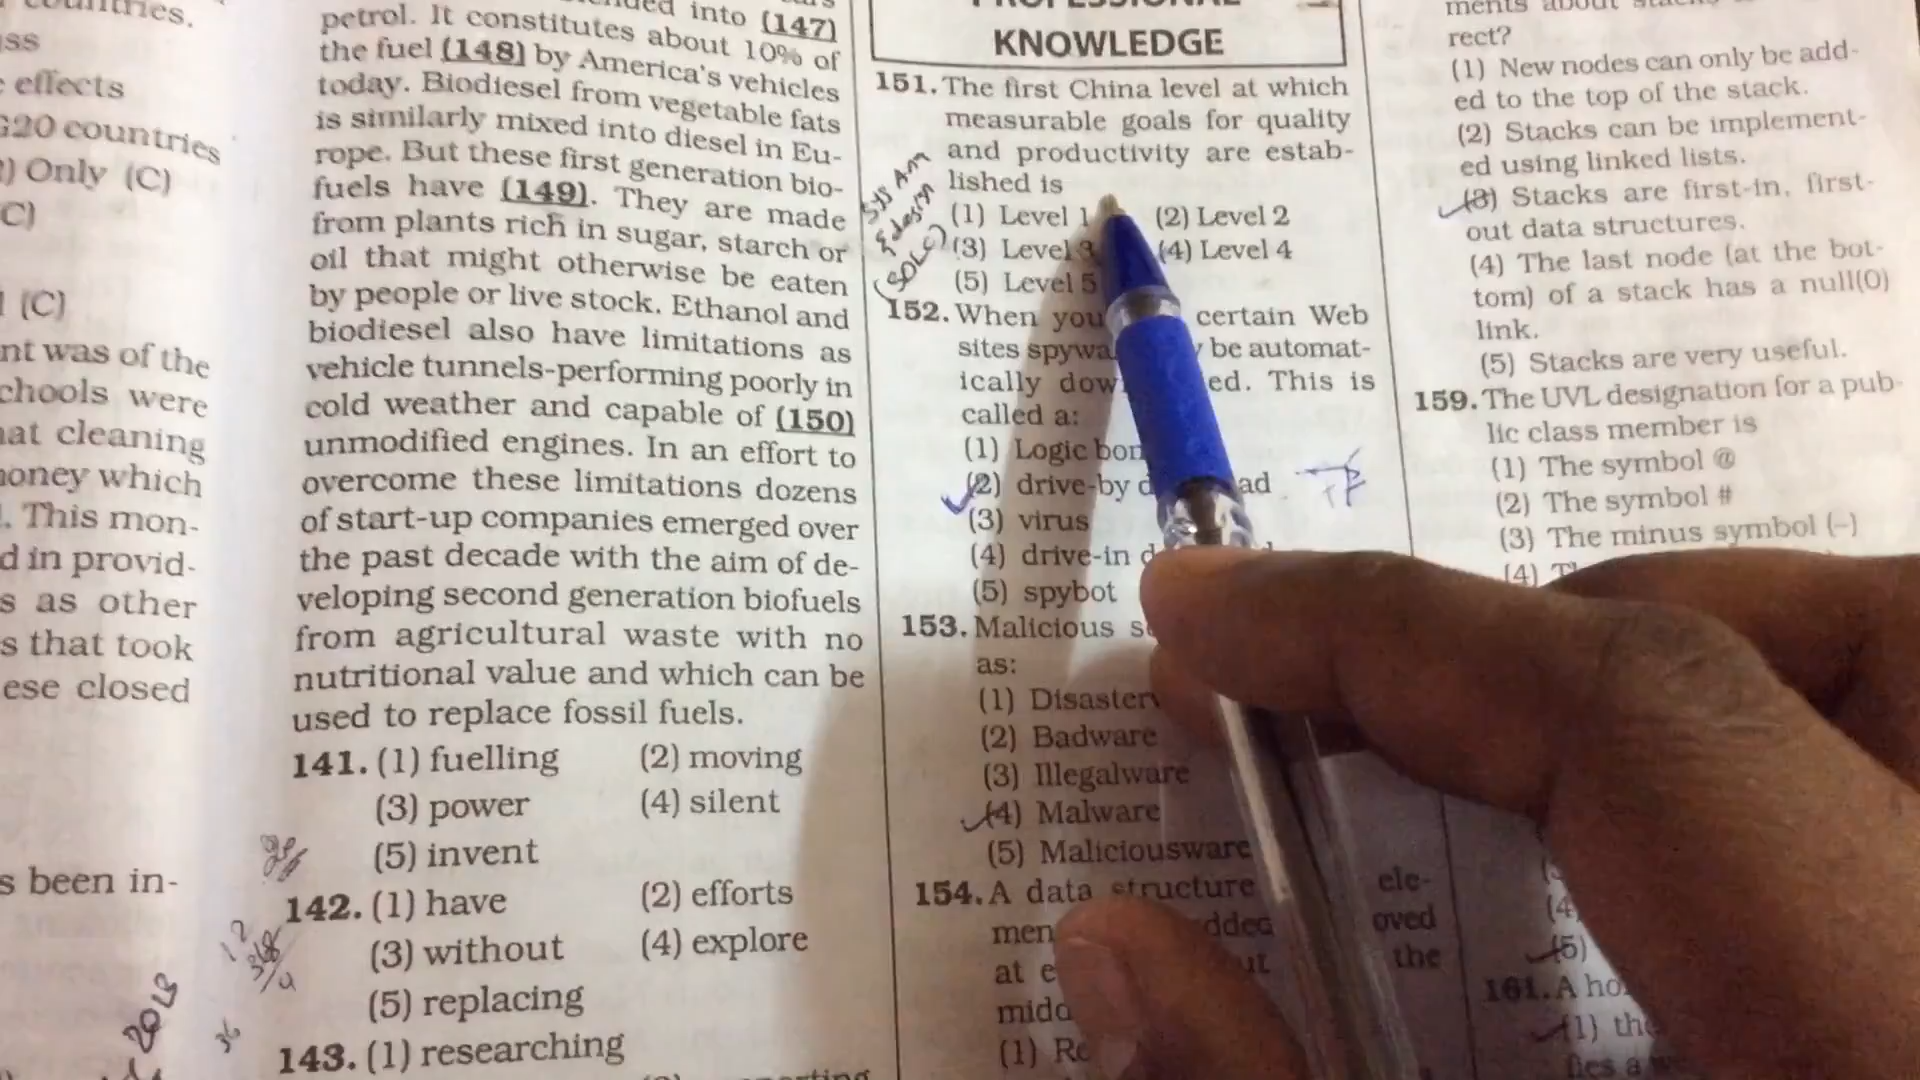 countries.
ss
effects
G20 countries
) Only (C)
C)
(C)
nt was of the
chools were
hat cleaning
money which
. This mon-
d in provid-
s as other
s that took
ese closed
s been in-
2018
36
into (147)
petrol. It constitutes about 10% of
the fuel (148) by America's vehicles
today. Biodiesel from vegetable fats
is similarly mixed into diesel in Eu-
rope. But these first generation bio-
fuels have (149). They are made
from plants rich in sugar, starch or
oil that might otherwise be eaten
by people or live stock. Ethanol and
biodiesel also have limitations as
vehicle tunnels-performing poorly in
cold weather and capable of (150)
unmodified engines. In an effort to
overcome these limitations dozens
of start-up companies emerged over
the past decade with the aim of de-
veloping second generation biofuels
from agricultural waste with no
nutritional value and which can be
used to replace fossil fuels.
141. (1) fuelling (2) moving
(3) power (4) silent
(5) invent
142. (1) have (2) efforts
(3) without (4) explore
(5) replacing
143. (1) researching
PROFESSIONAL
KNOWLEDGE
151. The first China level at which
measurable goals for quality
and productivity are estab-
lished is
(1) Level 1 (2) Level 2
(3) Level 3 (4) Level 4
(5) Level 5
Sys Ann
& design
(SDLC)
152. When you certain Web
sites be automat-
ically ed. This is
called a:
(1) Logic
(2) drive-by
(3) virus
(4) drive-in
(5) spybot
153. Malicious
as:
(1)
(2) Badware
(3) Illegalware
(4) Malware
(5) Maliciousware
154. A data structure ele-
oved
at the
(1)
ments about
rect?
(1) New nodes can only be add-
ed to the top of the stack.
(2) Stacks can be implement-
ed using linked lists.
(3) Stacks are first-in, first-
out data structures.
(4) The last node (at the bot-
tom) of a stack has a null(0)
link.
(5) Stacks are very useful.
159. The UVL designation for a pub-
lic class member is
(1) The symbol @
(2) The symbol #
(3) The minus symbol (–)
(4)
(4)
(5)
161. A
(1)